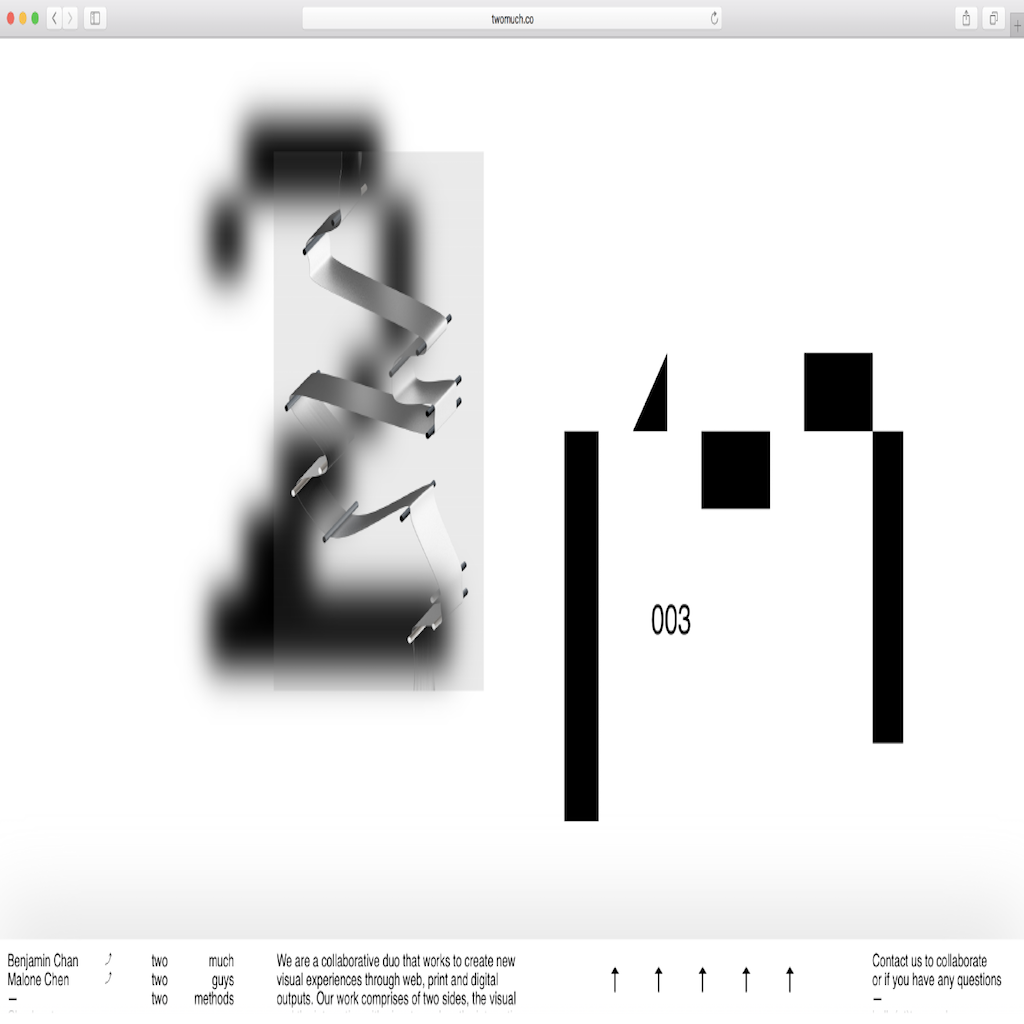 twomuch.co
003
Benjamin Chan
Malone Chen
—
two much
two guys
two methods
We are a collaborative duo that works to create new
visual experiences through web, print and digital
outputs. Our work comprises of two sides, the visual
↑ ↑ ↑ ↑ ↑
Contact us to collaborate
or if you have any questions
—